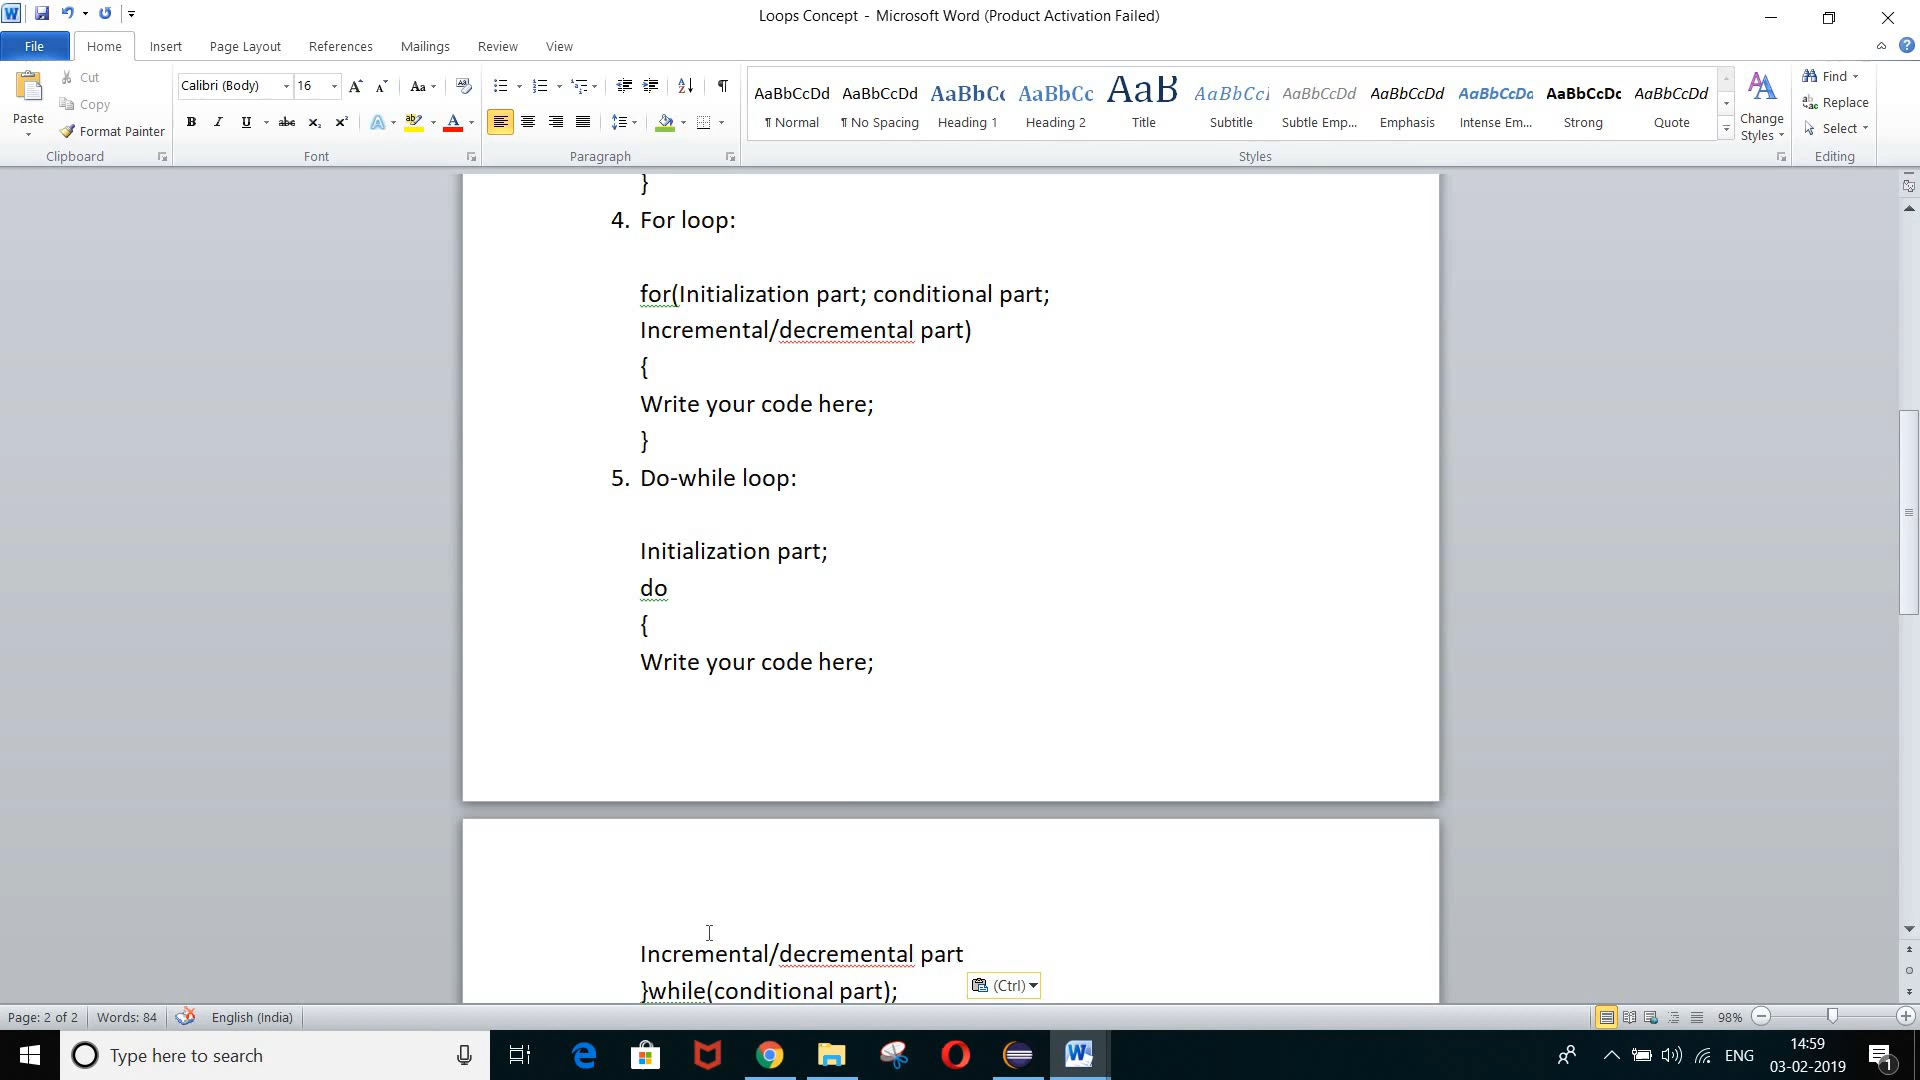 Loops Concept - Microsoft Word (Product Activation Failed)
File Home Insert Page Layout References Mailings Review View
Paste
Cut
Copy
Format Painter
Clipboard
Calibri (Body) 16
Font
Paragraph
AaBbCcDd AaBbCcDd AaBbCc AaBbCc AaB AaBbCcI AaBbCcDd AaBbCcDd AaBbCcDd AaBbCcDc AaBbCcDd
¶ Normal ¶ No Spacing Heading 1 Heading 2 Title Subtitle Subtle Emp... Emphasis Intense Em... Strong Quote
Styles
Change
Styles
Find
Replace
Select
Editing
}
4. For loop:
for(Initialization part; conditional part;
Incremental/decremental part)
{
Write your code here;
}
5. Do-while loop:
Initialization part;
do
{
Write your code here;
Incremental/decremental part
}while(conditional part);
(Ctrl)
Page: 2 of 2 Words: 84 English (India) 98%
Type here to search
ENG
14:59
03-02-2019
1